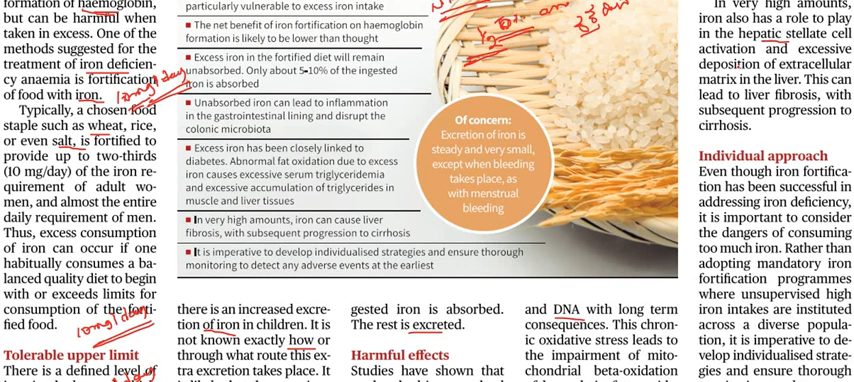 formation of haemoglobin,
but can be harmful when
taken in excess. One of the
methods suggested for the
treatment of iron deficien-
cy anaemia is fortification
of food with iron.
Typically, a chosen food
staple such as wheat, rice,
or even salt, is fortified to
provide up to two-thirds
(10 mg/day) of the iron re-
quirement of adult wo-
men, and almost the entire
daily requirement of men.
Thus, excess consumption
of iron can occur if one
habitually consumes a ba-
lanced quality diet to begin
with or exceeds limits for
consumption of the forti-
fied food.
10mg/day
10mg/day
Tolerable upper limit
There is a defined level of
particularly vulnerable to excess iron intake
■ The net benefit of iron fortification on haemoglobin
formation is likely to be lower than thought
■ Excess iron in the fortified diet will remain
unabsorbed. Only about 5-10% of the ingested
iron is absorbed
■ Unabsorbed iron can lead to inflammation
in the gastrointestinal lining and disrupt the
colonic microbiota
■ Excess iron has been closely linked to
diabetes. Abnormal fat oxidation due to excess
iron causes excessive serum triglyceridemia
and excessive accumulation of triglycerides in
muscle and liver tissues
■ In very high amounts, iron can cause liver
fibrosis, with subsequent progression to cirrhosis
■ It is imperative to develop individualised strategies and ensure thorough
monitoring to detect any adverse events at the earliest
Of concern:
Excretion of iron is
steady and very small,
except when bleeding
takes place, as
with menstrual
bleeding
there is an increased excre-
tion of iron in children. It is
not known exactly how or
through what route this ex-
tra excretion takes place. It
gested iron is absorbed.
The rest is excreted.
Harmful effects
Studies have shown that
and DNA with long term
consequences. This chron-
ic oxidative stress leads to
the impairment of mito-
chondrial beta-oxidation
In very high amounts,
iron also has a role to play
in the hepatic stellate cell
activation and excessive
deposition of extracellular
matrix in the liver. This can
lead to liver fibrosis, with
subsequent progression to
cirrhosis.
Individual approach
Even though iron fortifica-
tion has been successful in
addressing iron deficiency,
it is important to consider
the dangers of consuming
too much iron. Rather than
adopting mandatory iron
fortification programmes
where unsupervised high
iron intakes are instituted
across a diverse popula-
tion, it is imperative to de-
velop individualised strate-
gies and ensure thorough